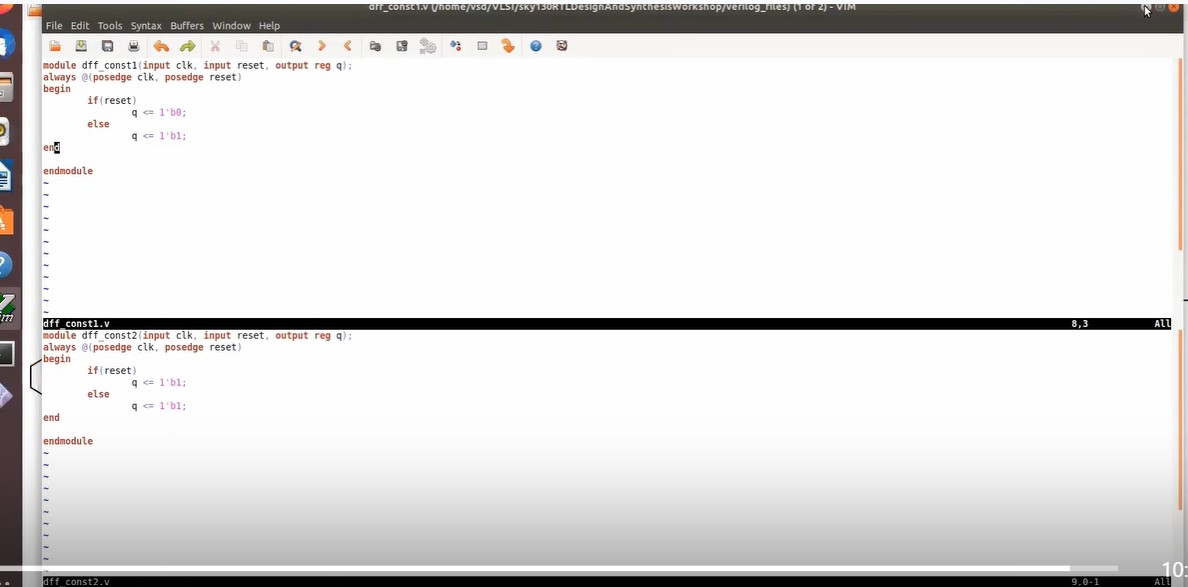 dff_const1.v (/home/vsd/VLSI/sky130RTLDesignAndSynthesisWorkshop/verilog_files) (1 of 2) - VIM
File Edit Tools Syntax Buffers Window Help
module dff_const1(input clk, input reset, output reg q);
always @(posedge clk, posedge reset)
begin
if(reset)
q <= 1'b0;
else
q <= 1'b1;
end
endmodule
~
~
~
~
~
~
~
~
~
~
~
~
dff_const1.v 8,3 All
module dff_const2(input clk, input reset, output reg q);
always @(posedge clk, posedge reset)
begin
if(reset)
q <= 1'b1;
else
q <= 1'b1;
end
endmodule
~
~
~
~
~
~
~
~
~
~
~
dff_const2.v 9,0-1 All
10: